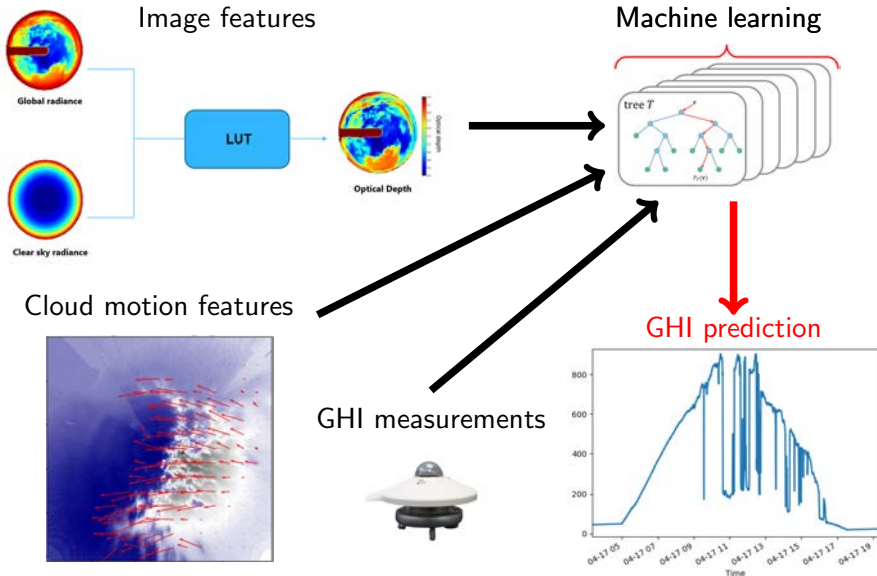 Image features
Machine learning
Global radiance
LUT
Optical depth
Optical Depth
Clear sky radiance
tree T
Cloud motion features
GHI measurements
GHI prediction
800
600
400
200
0
04-17 05
04-17 07
04-17 09
04-17 11
04-17 13
04-17 15
04-17 17
04-17 19
Time